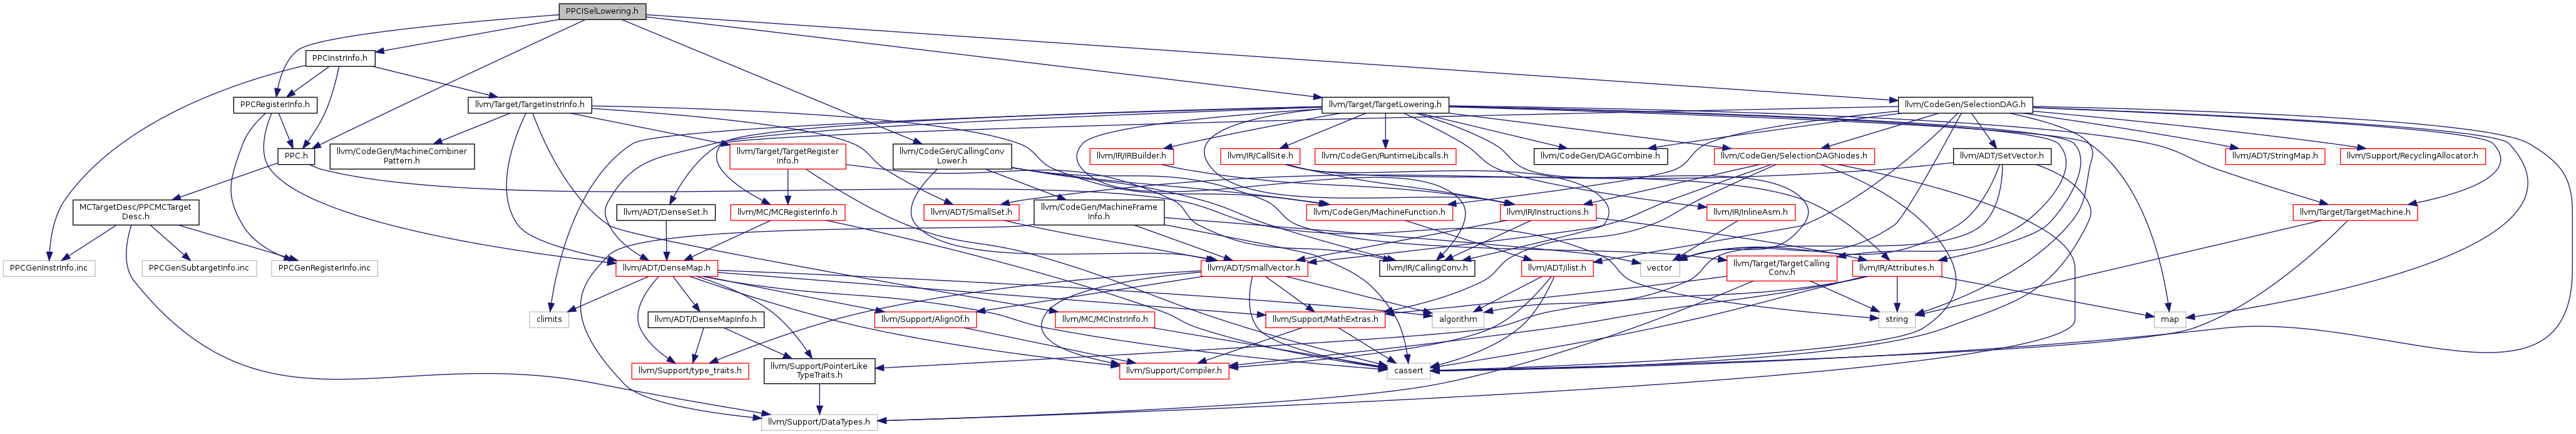 PPCISelLowering.h
PPCInstrInfo.h
PPCRegisterInfo.h
llvm/Target/TargetInstrInfo.h
llvm/Target/TargetLowering.h
llvm/CodeGen/SelectionDAG.h
PPC.h
llvm/CodeGen/MachineCombiner
Pattern.h
llvm/Target/TargetRegister
Info.h
llvm/CodeGen/CallingConv
Lower.h
llvm/IR/IRBuilder.h
llvm/IR/CallSite.h
llvm/CodeGen/RuntimeLibcalls.h
llvm/CodeGen/DAGCombine.h
llvm/CodeGen/SelectionDAGNodes.h
llvm/ADT/SetVector.h
llvm/ADT/StringMap.h
llvm/Support/RecyclingAllocator.h
MCTargetDesc/PPCMCTarget
Desc.h
llvm/ADT/DenseSet.h
llvm/MC/MCRegisterInfo.h
llvm/ADT/SmallSet.h
llvm/CodeGen/MachineFrame
Info.h
llvm/CodeGen/MachineFunction.h
llvm/IR/Instructions.h
llvm/IR/InlineAsm.h
llvm/Target/TargetMachine.h
PPCGenInstrInfo.inc
PPCGenSubtargetInfo.inc
PPCGenRegisterInfo.inc
llvm/ADT/DenseMap.h
llvm/ADT/SmallVector.h
llvm/IR/CallingConv.h
llvm/ADT/ilist.h
vector
llvm/Target/TargetCalling
Conv.h
llvm/IR/Attributes.h
climits
llvm/ADT/DenseMapInfo.h
llvm/Support/AlignOf.h
llvm/MC/MCInstrInfo.h
llvm/Support/MathExtras.h
algorithm
string
map
llvm/Support/type_traits.h
llvm/Support/PointerLike
TypeTraits.h
llvm/Support/Compiler.h
cassert
llvm/Support/DataTypes.h